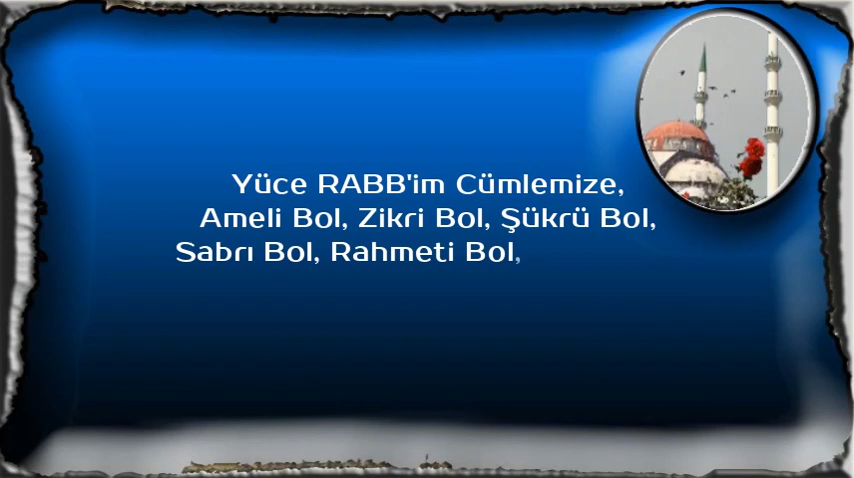 Yüce RABB'im Cümlemize,
Ameli Bol, Zikri Bol, Şükrü Bol,
Sabrı Bol, Rahmeti Bol,